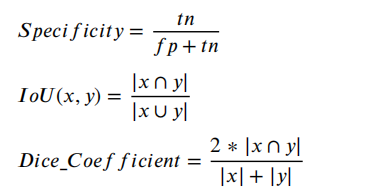 Specificity = tn / fp + tn
IoU(x, y) = |x ∩ y| / |x ∪ y|
Dice_Coefficient = 2 * |x ∩ y| / |x| + |y|